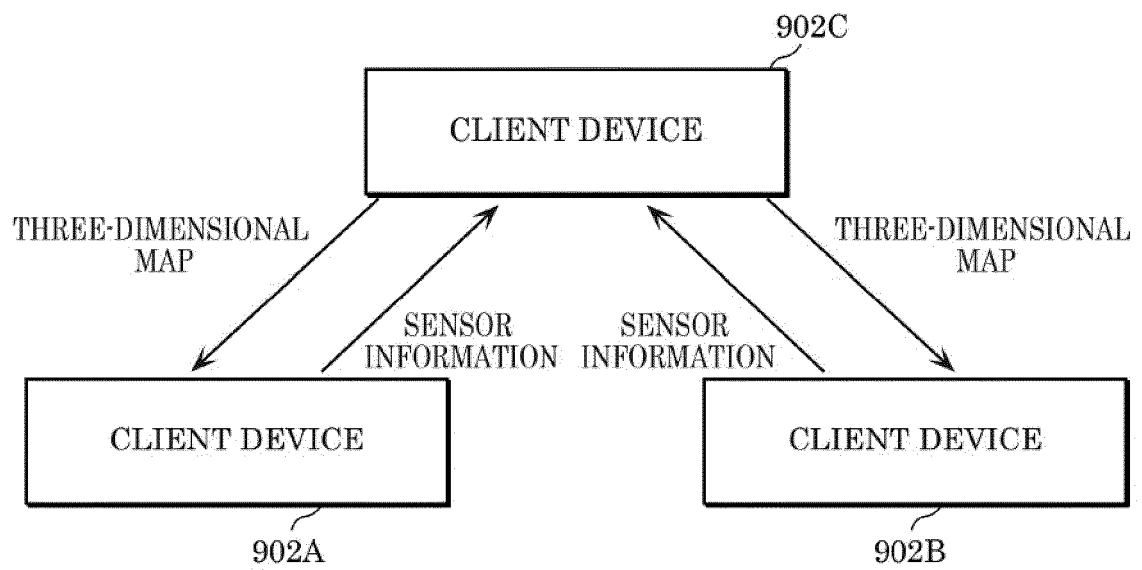 902C
CLIENT DEVICE
THREE-DIMENSIONAL
MAP
THREE-DIMENSIONAL
MAP
SENSOR
INFORMATION
SENSOR
INFORMATION
CLIENT DEVICE
CLIENT DEVICE
902A
902B